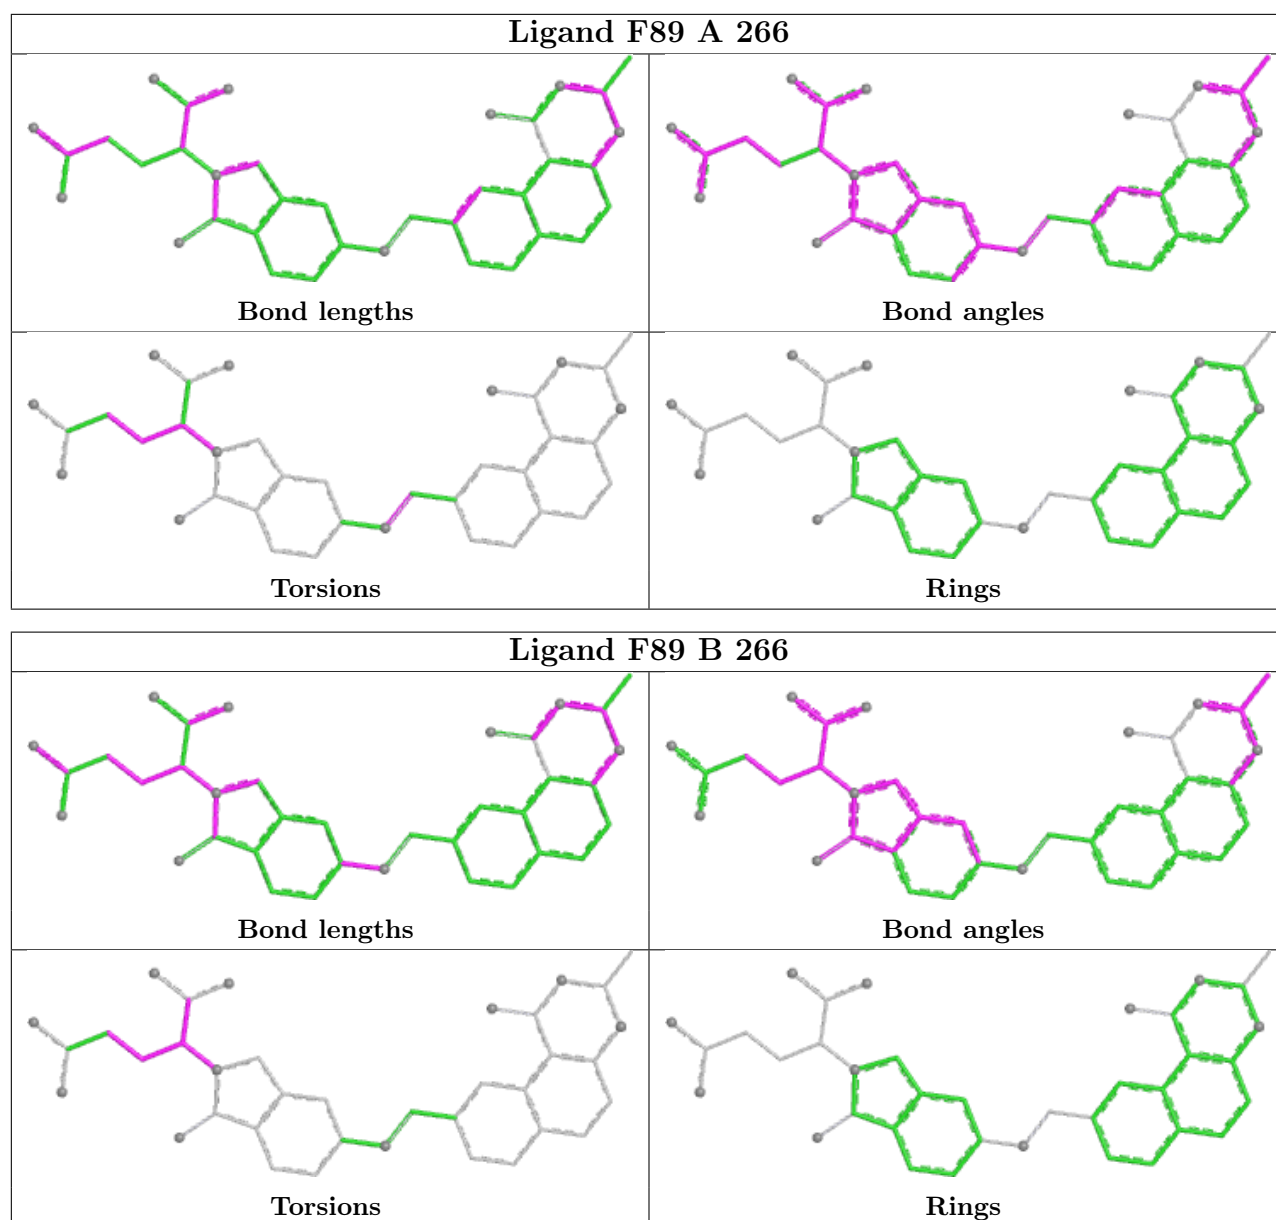 Ligand F89 A 266
Bond lengths
Bond angles
Torsions
Rings
Ligand F89 B 266
Bond lengths
Bond angles
Torsions
Rings